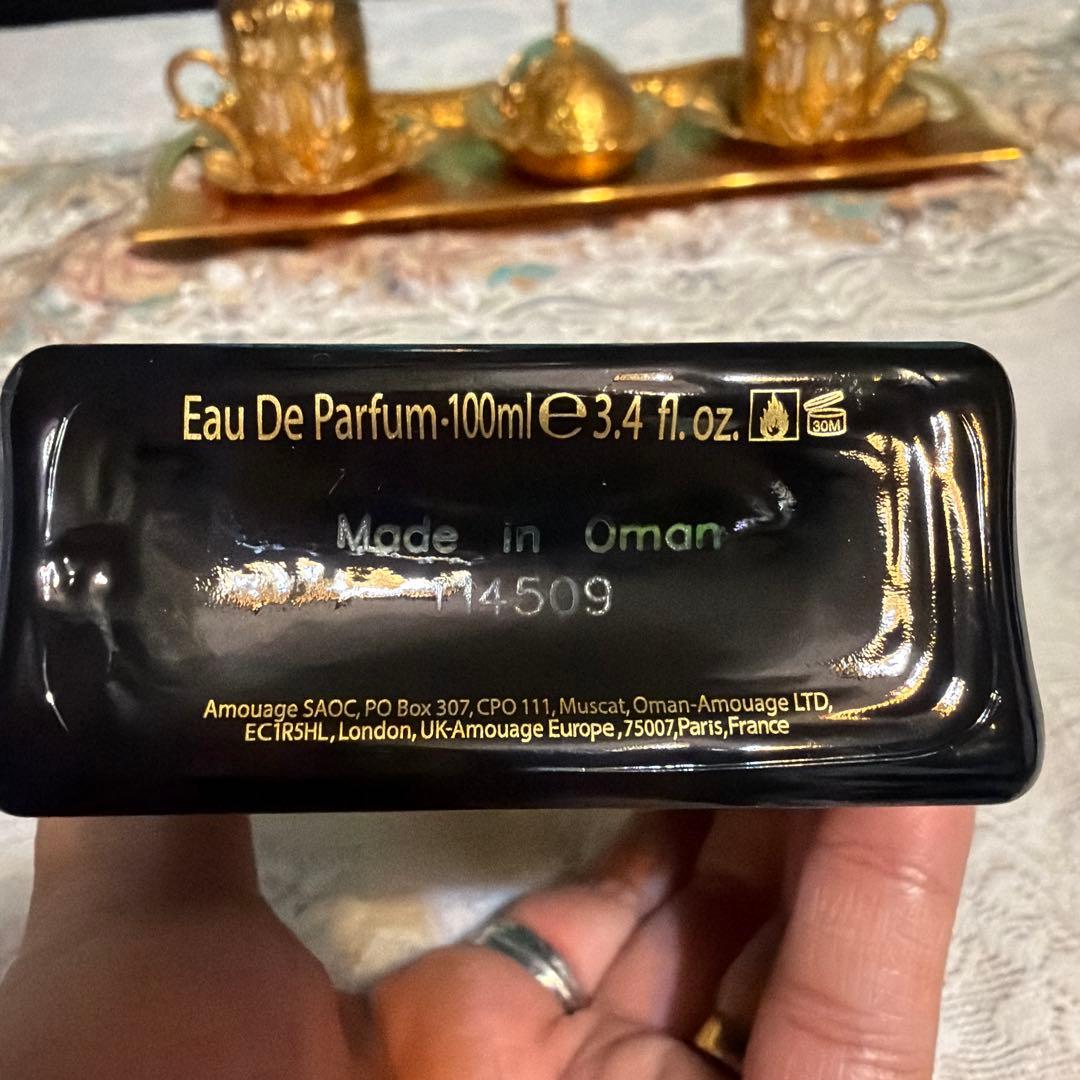 Eau De Parfum·100ml ℮ 3.4 fl. oz.
30M
Made in Oman
114509
Amouage SAOC, PO Box 307, CPO 111, Muscat, Oman-Amouage LTD,
EC1R5HL, London, UK-Amouage Europe ,75007,Paris,France